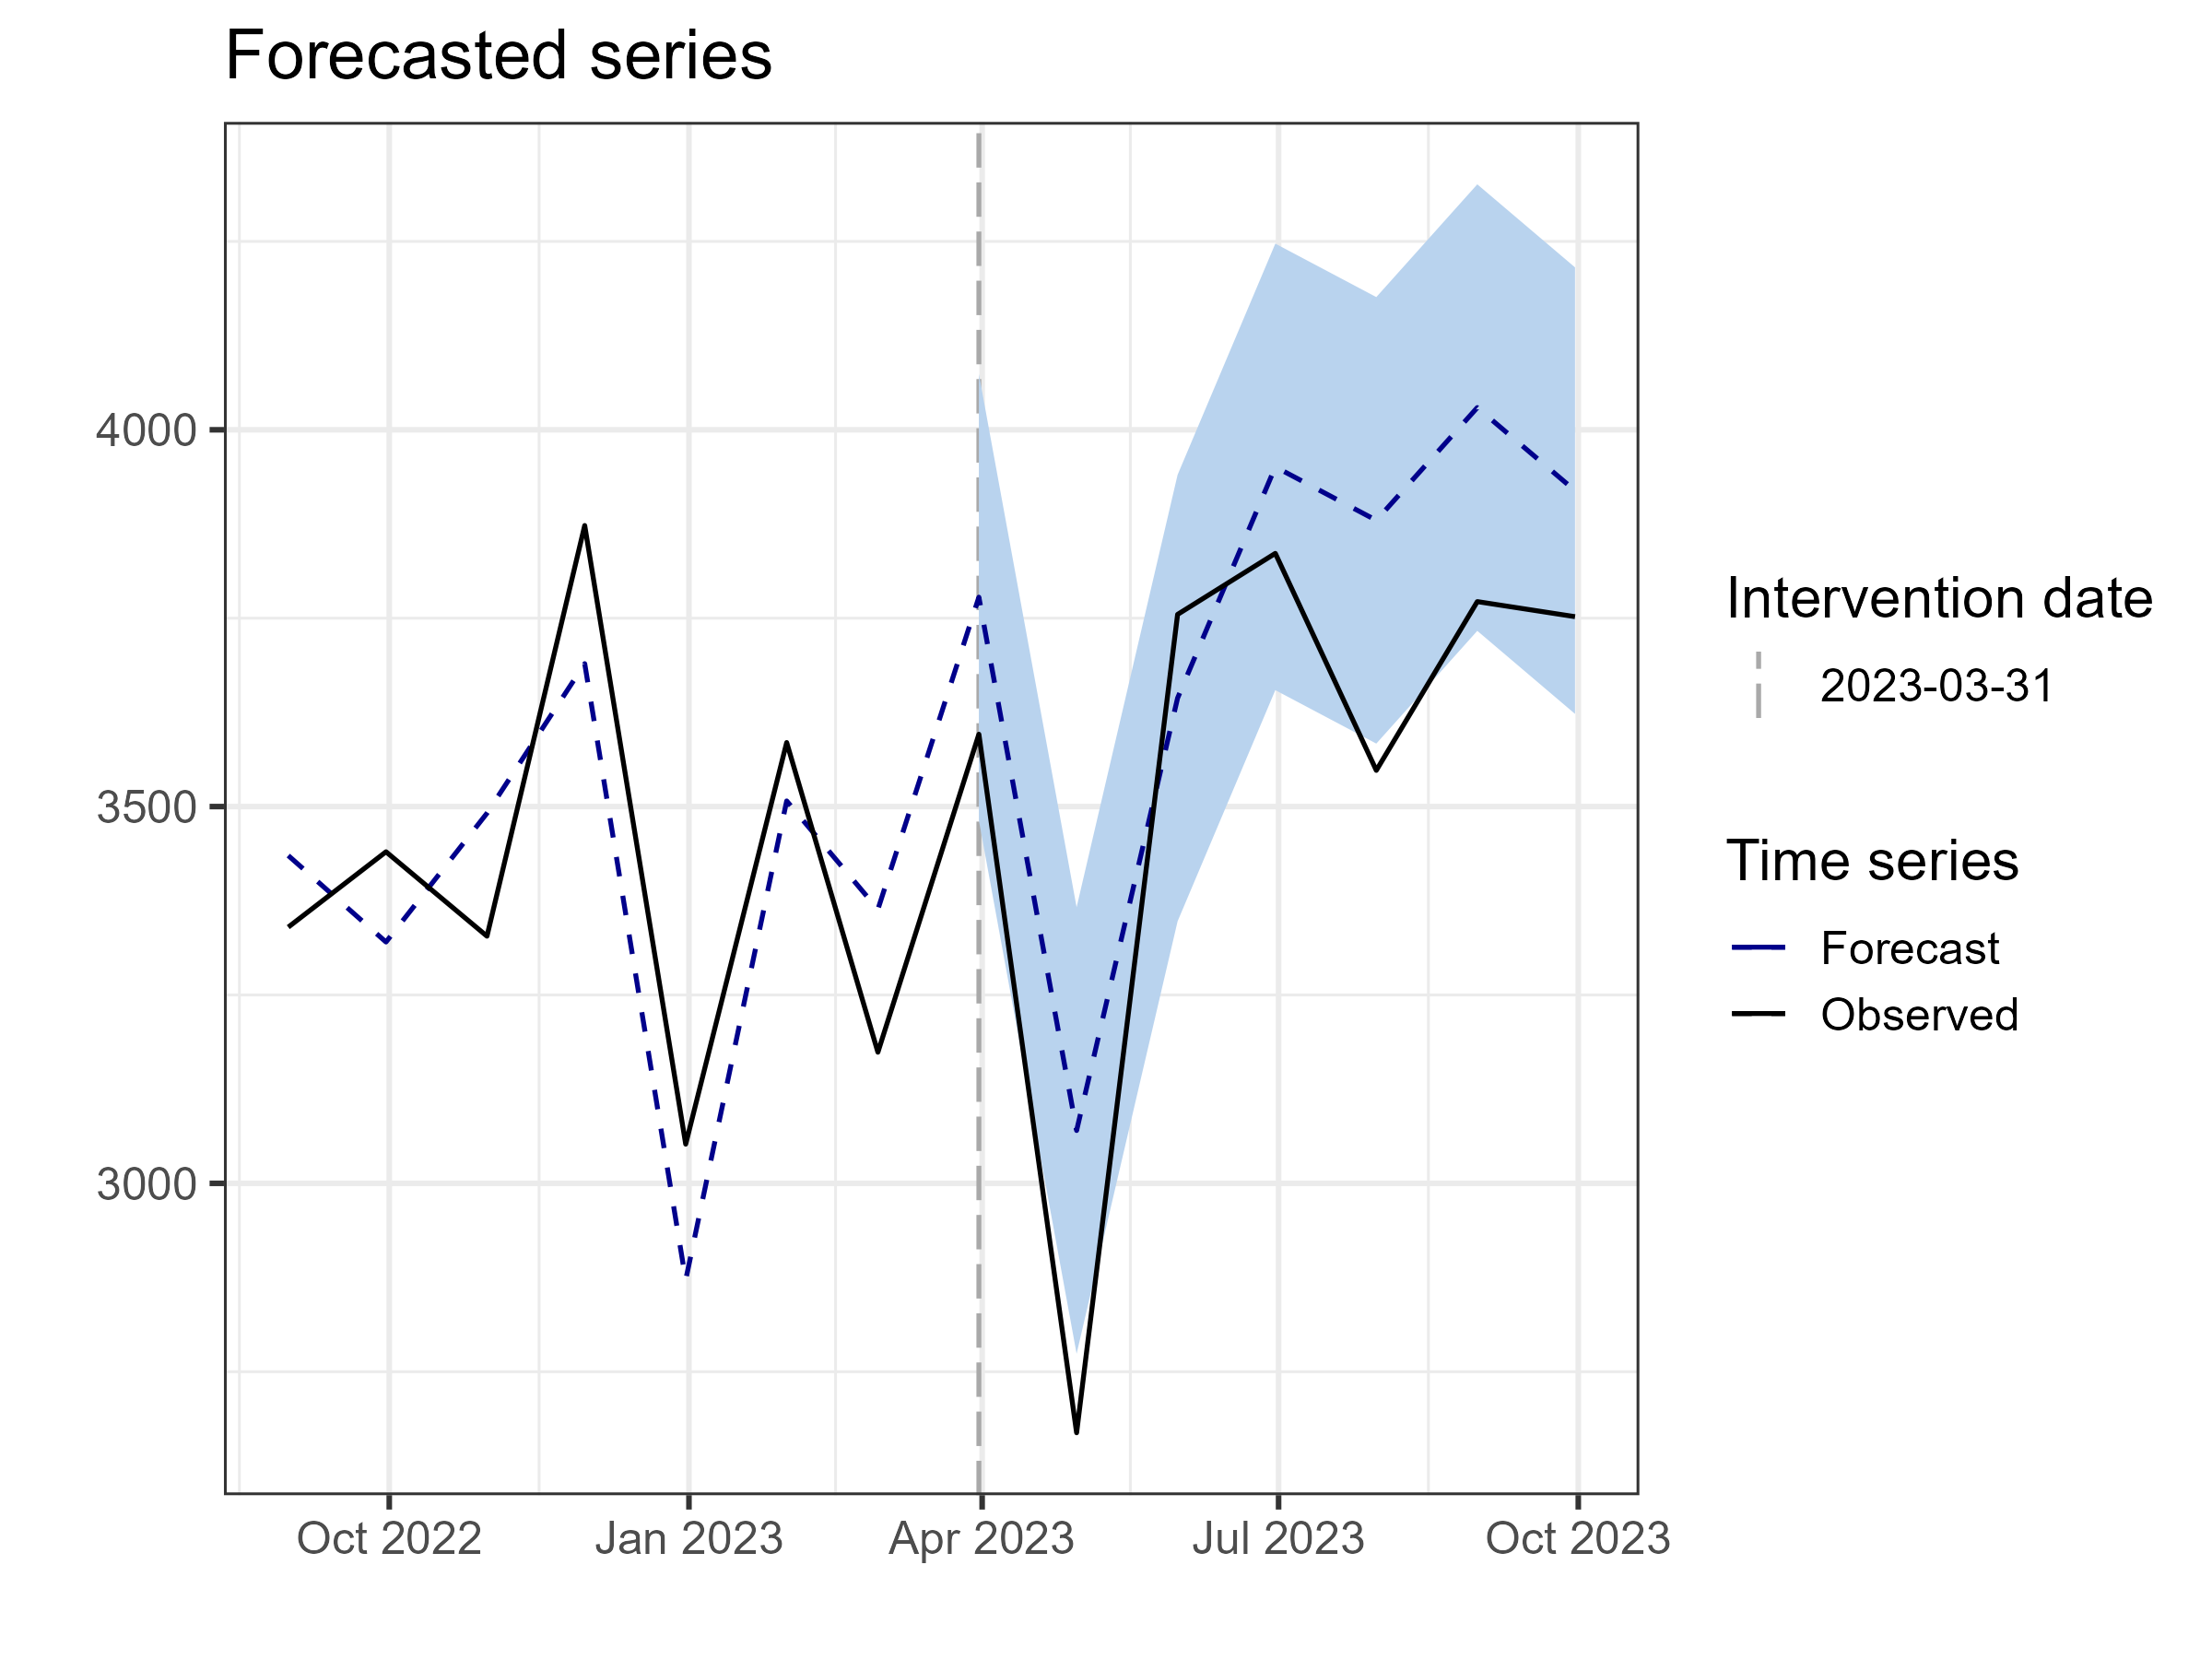 Forecasted series
4000
3500
3000
Oct 2022
Jan 2023
Apr 2023
Jul 2023
Oct 2023
Intervention date
2023-03-31
Time series
Forecast
Observed